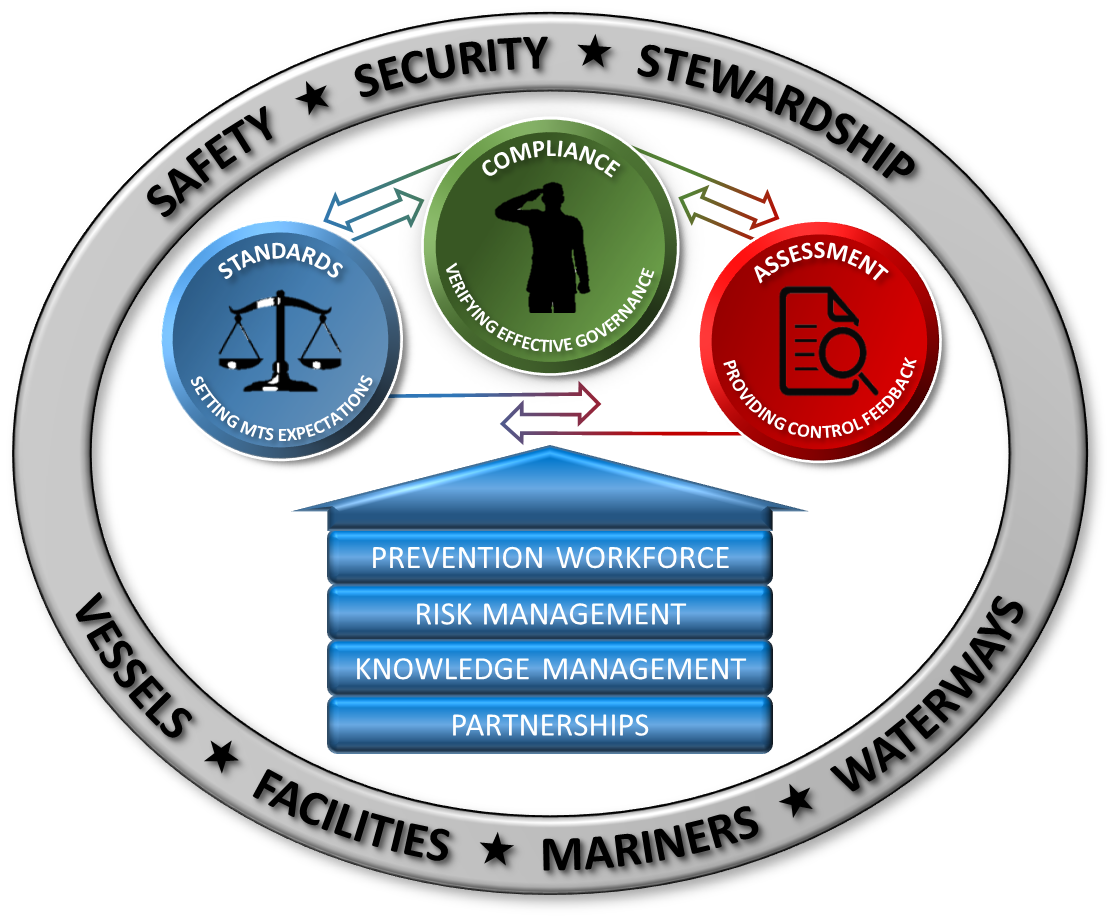 SAFETY ★ SECURITY ★ STEWARDSHIP
COMPLIANCE
VERIFYING EFFECTIVE GOVERNANCE
STANDARDS
SETTING MTS EXPECTATIONS
ASSESSMENT
PROVIDING CONTROL FEEDBACK
PREVENTION WORKFORCE
RISK MANAGEMENT
KNOWLEDGE MANAGEMENT
PARTNERSHIPS
VESSELS ★ FACILITIES ★ MARINERS ★ WATERWAYS